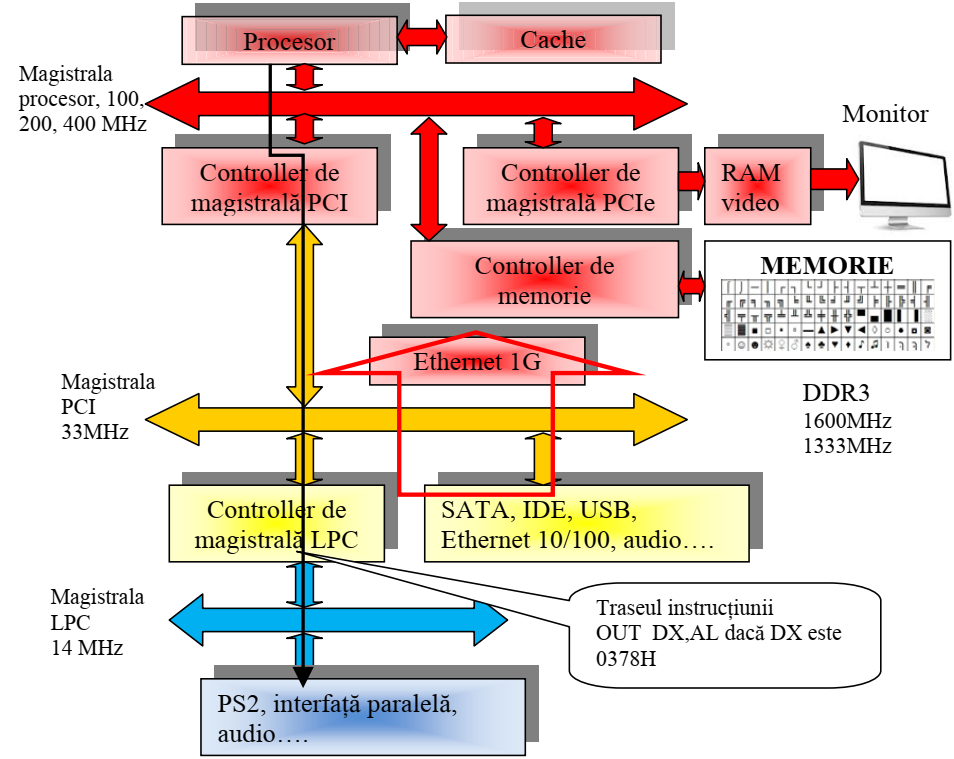 Procesor
Cache
Magistrala
procesor, 100,
200, 400 MHz
Monitor
Controller de
magistrală PCI
Controller de
magistrală PCIe
RAM
video
Controller de
memorie
MEMORIE
Ethernet 1G
Magistrala
PCI
33MHz
DDR3
1600MHz
1333MHz
Controller de
magistrală LPC
SATA, IDE, USB,
Ethernet 10/100, audio….
Magistrala
LPC
14 MHz
Traseul instrucțiunii
OUT DX,AL dacă DX este
0378H
PS2, interfață paralelă,
audio….